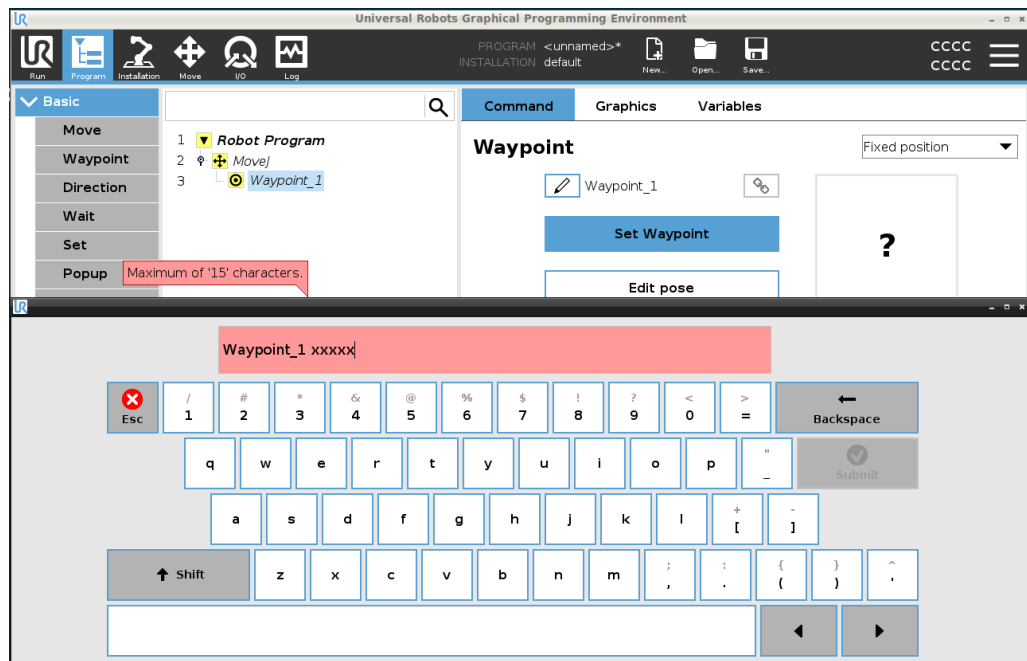 UR Universal Robots Graphical Programming Environment
UR Run Program Installation Move I/O Log PROGRAM <unnamed>* New... Open... Save... CCCC
INSTALLATION default CCCC
Basic Command Graphics Variables
Move
Waypoint
Direction
Wait
Set
Popup
1 Robot Program
2 MoveJ
3 Waypoint_1
Waypoint Fixed position
Waypoint_1
Set Waypoint
?
Edit pose
Maximum of '15' characters.
UR
Waypoint_1 xxxxx
Esc / 1 # 2 * 3 & 4 @ 5 % 6 $ 7 ! 8 ? 9 < 0 > = Backspace
q w e r t y u i o p " _ Submit
a s d f g h j k l + [ - ]
Shift z x c v b n m ; , : . { ( } ) ^ '